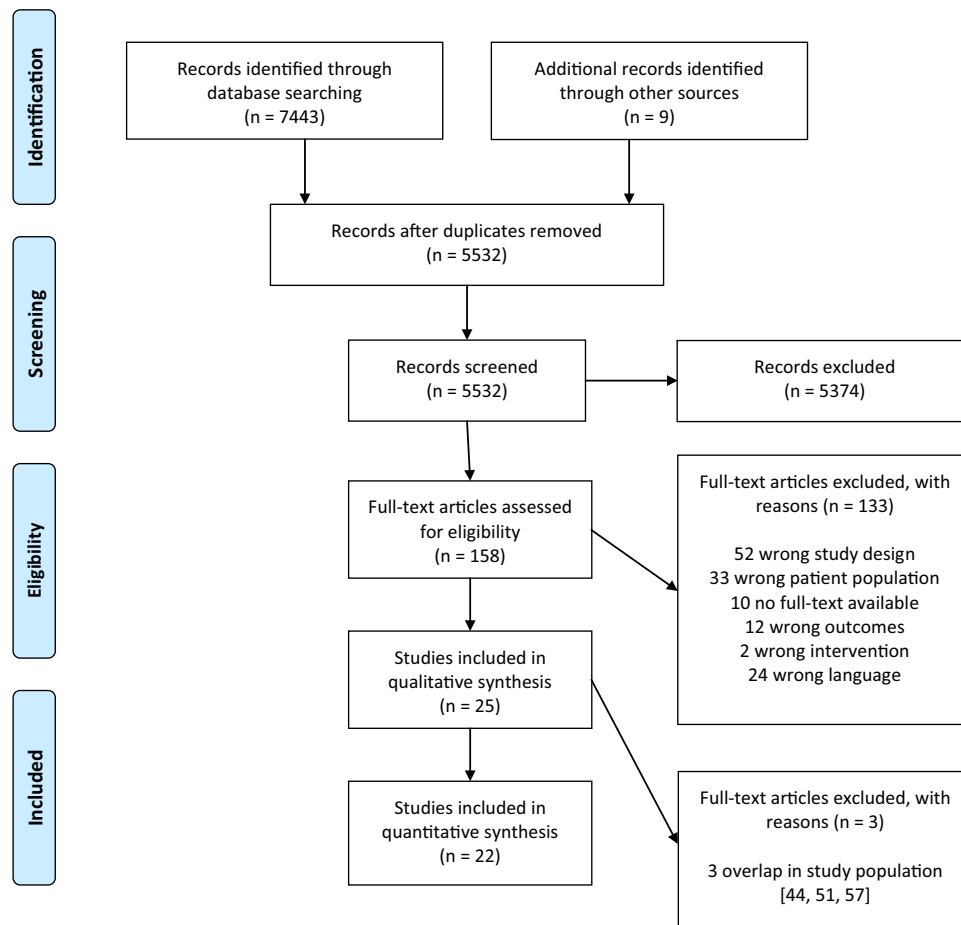 Identification
Records identified through
database searching
(n = 7443)
Additional records identified
through other sources
(n = 9)
Records after duplicates removed
(n = 5532)
Screening
Records screened
(n = 5532)
Records excluded
(n = 5374)
Eligibility
Full-text articles assessed
for eligibility
(n = 158)
Full-text articles excluded, with
reasons (n = 133)
52 wrong study design
33 wrong patient population
10 no full-text available
12 wrong outcomes
2 wrong intervention
24 wrong language
Studies included in
qualitative synthesis
(n = 25)
Included
Studies included in
quantitative synthesis
(n = 22)
Full-text articles excluded, with
reasons (n = 3)
3 overlap in study population
[44, 51, 57]